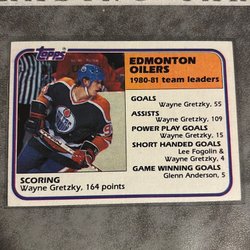 TOPPS
EDMONTON
OILERS
1980-81 team leaders
GOALS
Wayne Gretzky, 55
ASSISTS
Wayne Gretzky, 109
POWER PLAY GOALS
Wayne Gretzky, 15
SHORT HANDED GOALS
Lee Fogolin &
Wayne Gretzky, 4
GAME WINNING GOALS
Glenn Anderson, 5
SCORING
Wayne Gretzky, 164 points